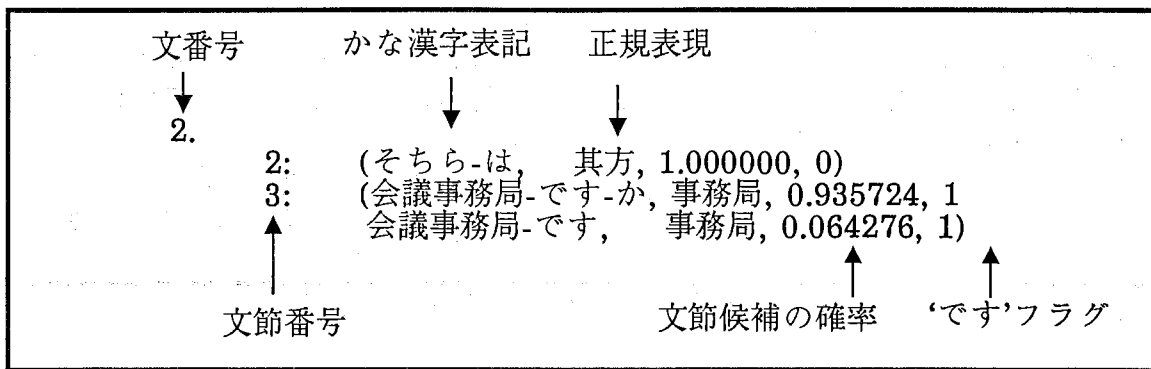 文番号 かな漢字表記 正規表現
2.
2: (そちら-は, 其方, 1.000000, 0)
3: (会議事務局-です-か, 事務局, 0.935724, 1
会議事務局-です, 事務局, 0.064276, 1)
文節番号 文節候補の確率 ‘です’フラグ